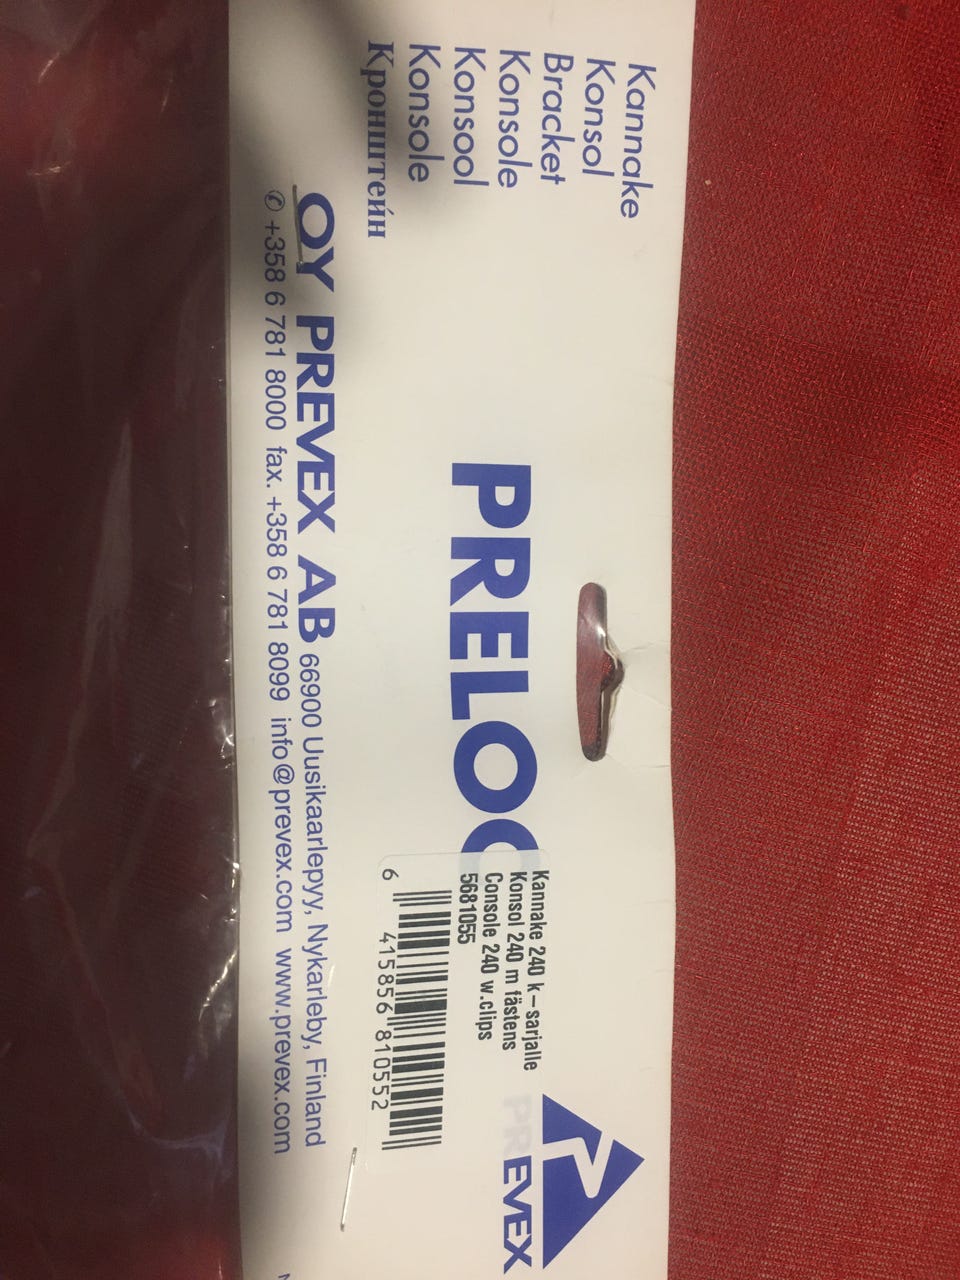 Kannake
Konsol
Bracket
Konsole
Konsool
Konsole
Кронштейн
PRELOC
Kannake 240 k-sarjalle
Konsol 240 m fästens
Console 240 w.clips
5681055
6 415856 810552
PREVEX
OY PREVEX AB 66900 Uusikaarlepyy, Nykarleby, Finland
✆ +358 6 781 8000 fax. +358 6 781 8099 info@prevex.com www.prevex.com